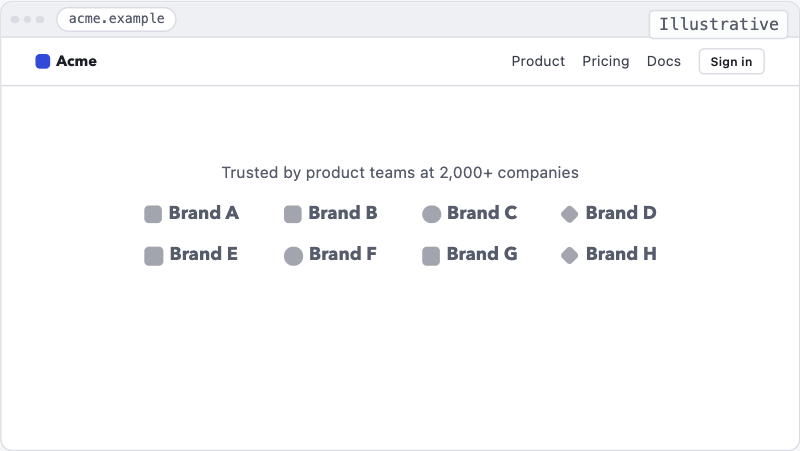 acme.example
Illustrative
Acme
Product Pricing Docs Sign in
Trusted by product teams at 2,000+ companies
Brand A Brand B Brand C Brand D
Brand E Brand F Brand G Brand H